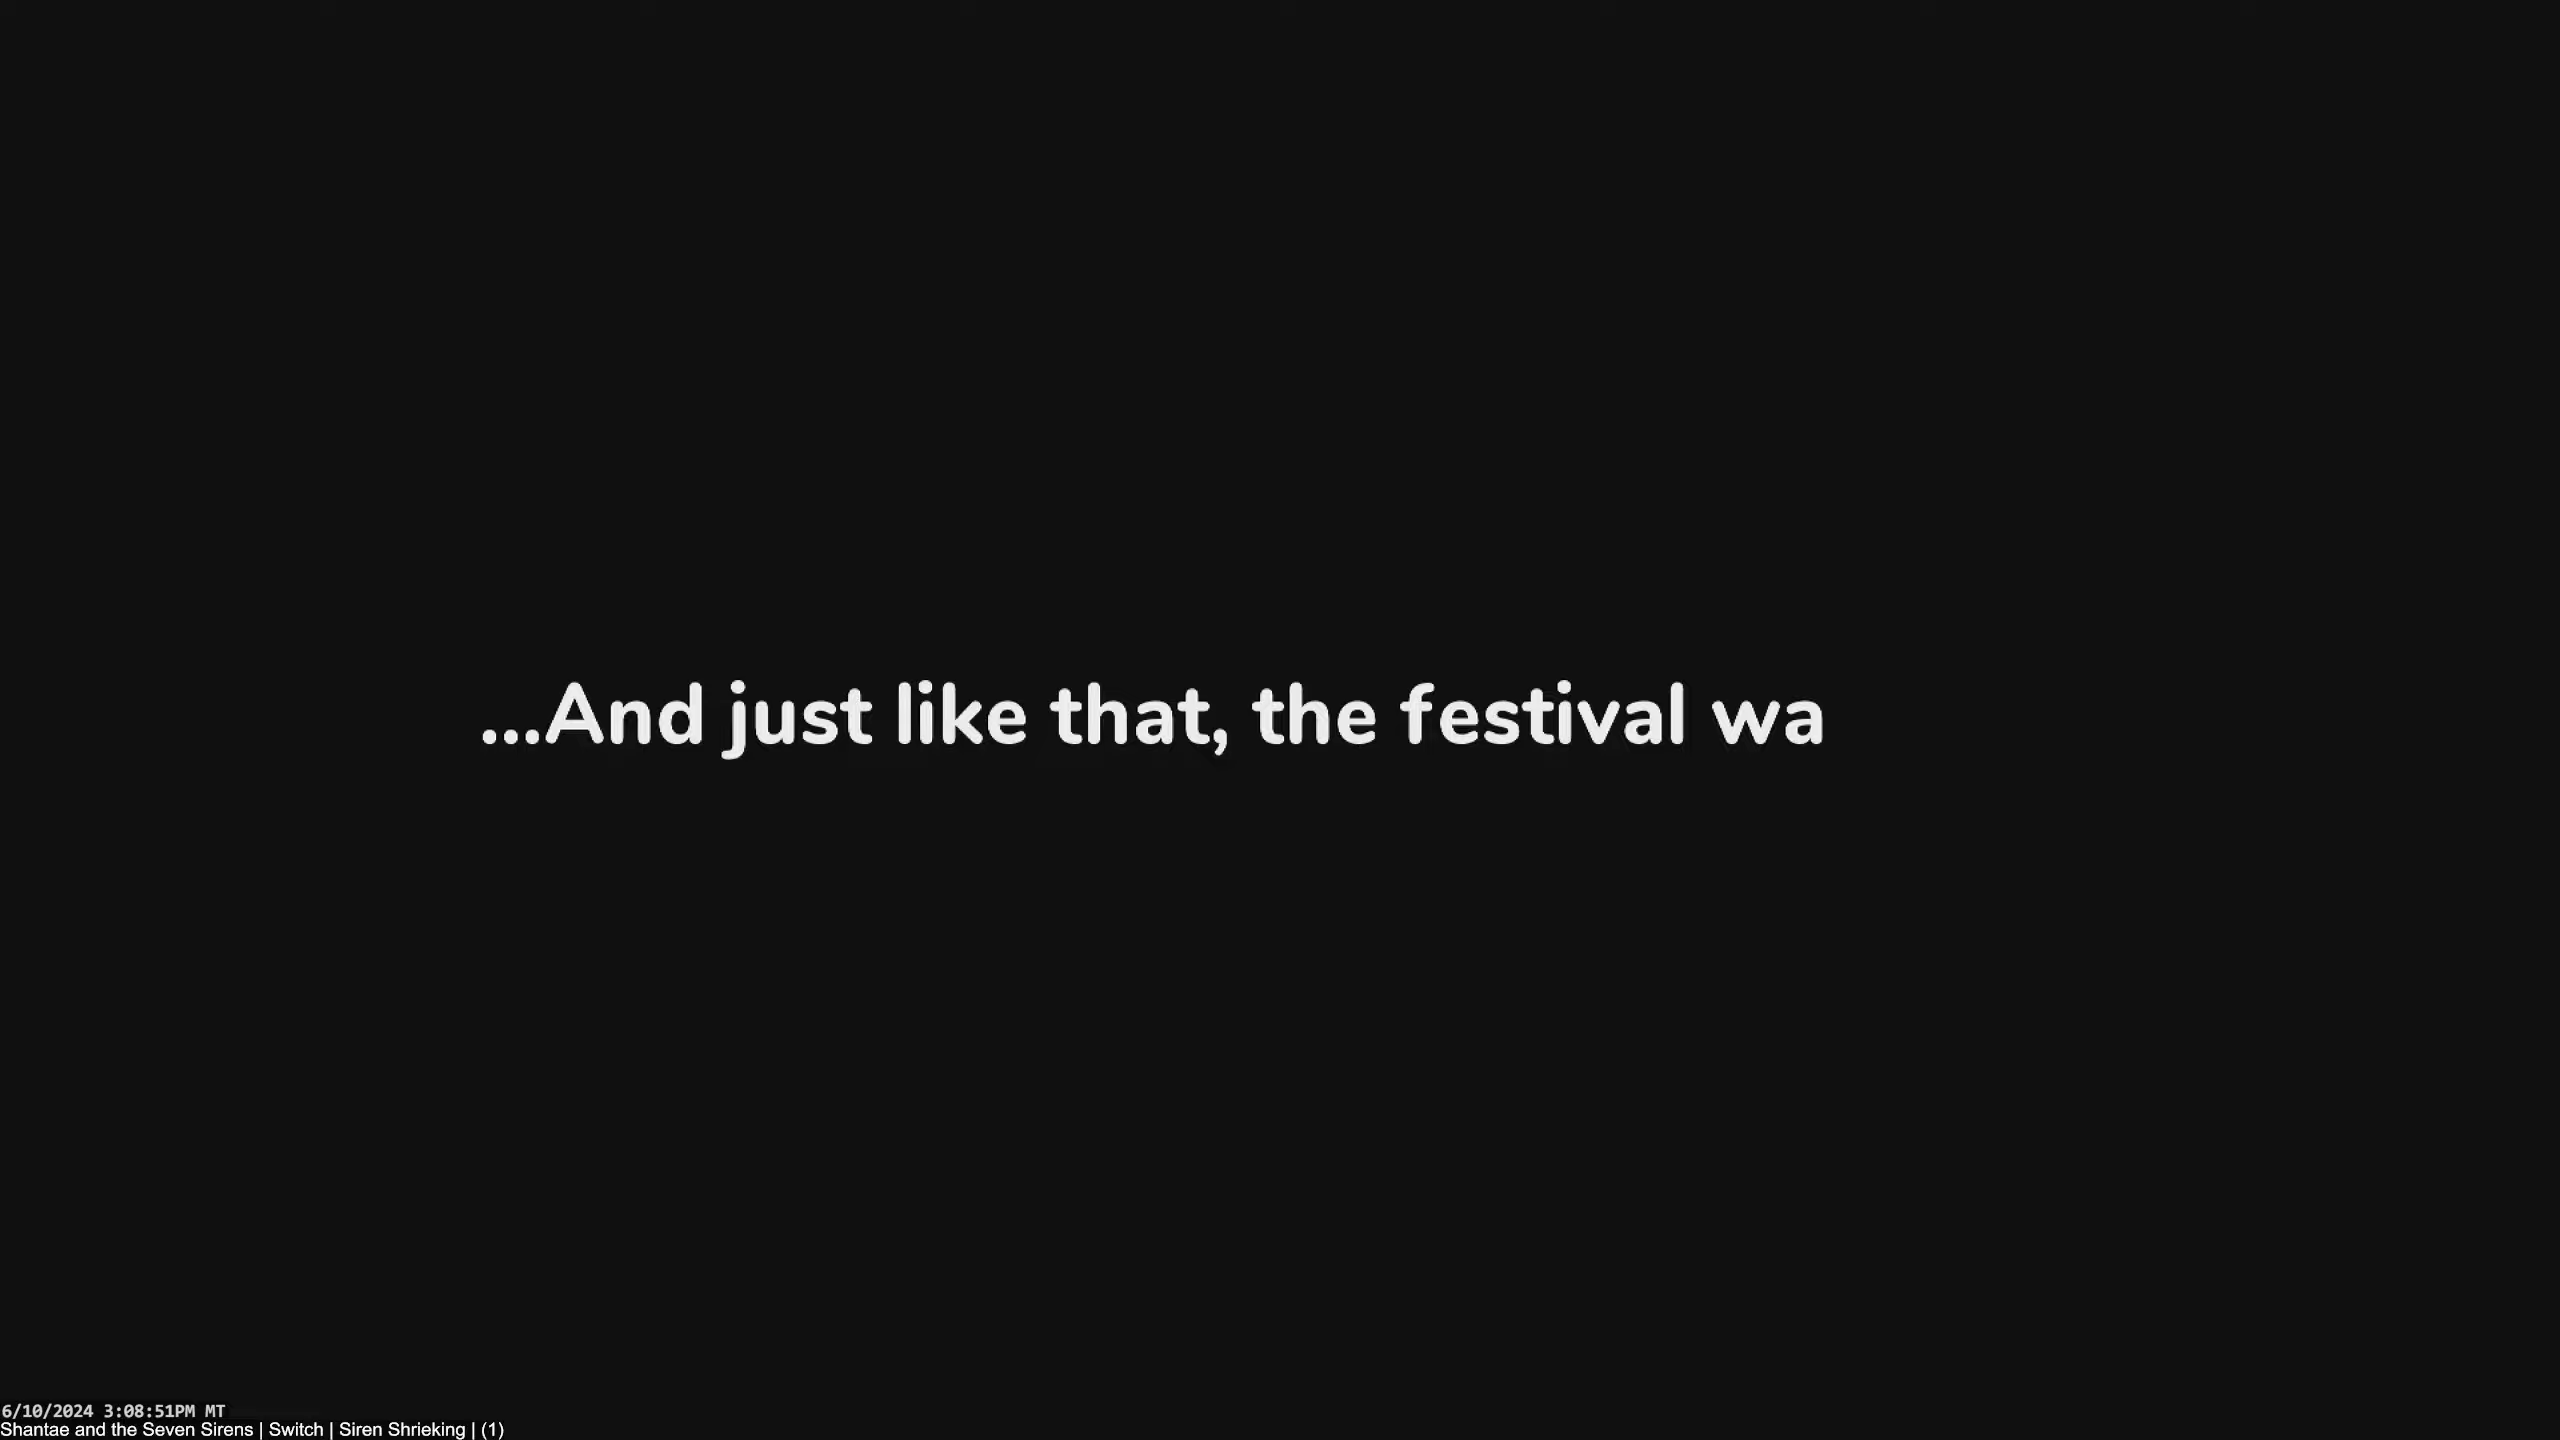 ...And just like that, the festival wa
6/10/2024 3:08:51PM MT
Shantae and the Seven Sirens | Switch | Siren Shrieking | (1)